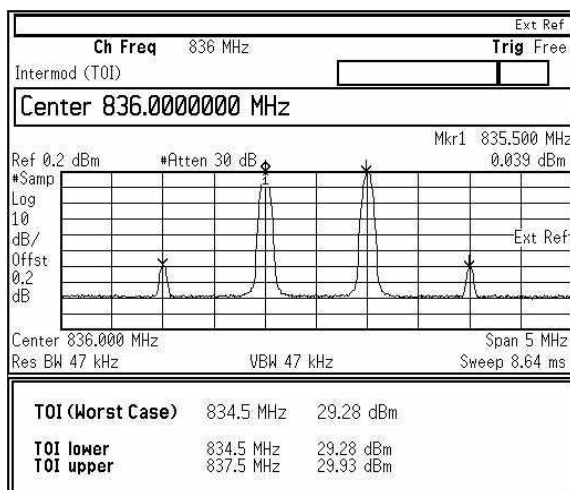 Ext Ref
Ch Freq 836 MHz Trig Free
Intermod (TOI)
Center 836.0000000 MHz
Mkr1 835.500 MHz
Ref 0.2 dBm #Atten 30 dB 0.039 dBm
#Samp
Log
10
dB/
Offst
0.2
dB
1
Ext Ref
Center 836.000 MHz Span 5 MHz
Res BW 47 kHz VBW 47 kHz Sweep 8.64 ms
TOI (Worst Case) 834.5 MHz 29.28 dBm
TOI lower 834.5 MHz 29.28 dBm
TOI upper 837.5 MHz 29.93 dBm